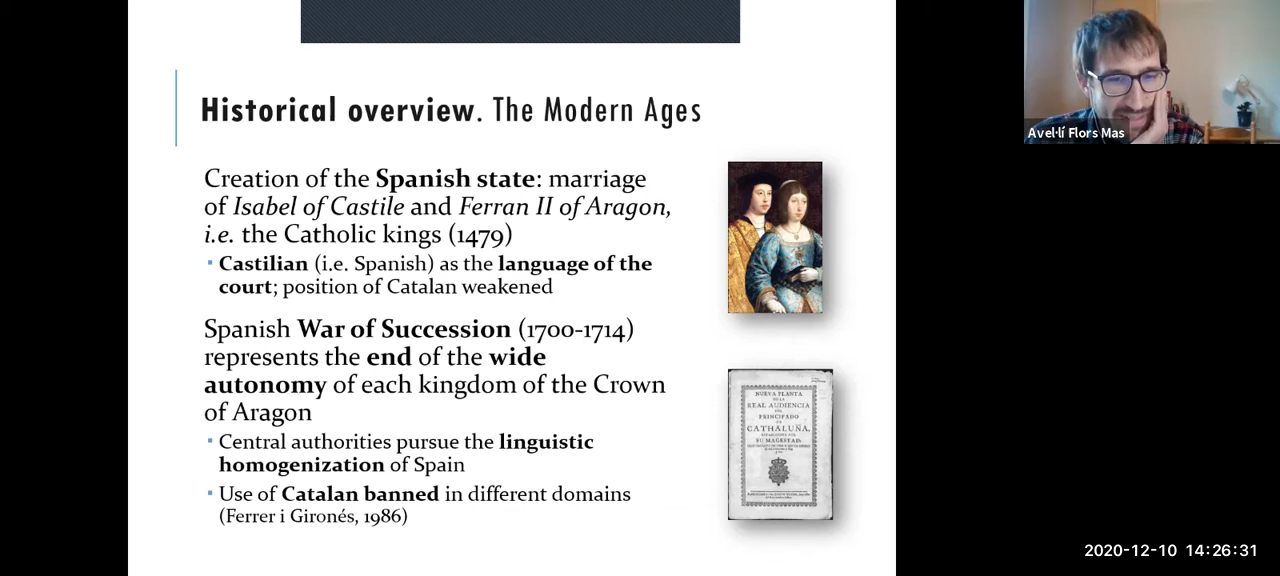 Historical overview. The Modern Ages
Creation of the Spanish state: marriage
of Isabel of Castile and Ferran II of Aragon,
i.e. the Catholic kings (1479)
▪ Castilian (i.e. Spanish) as the language of the
court; position of Catalan weakened
Spanish War of Succession (1700-1714)
represents the end of the wide
autonomy of each kingdom of the Crown
of Aragon
▪ Central authorities pursue the linguistic
homogenization of Spain
▪ Use of Catalan banned in different domains
(Ferrer i Gironés, 1986)
NUEVA PLANTA
DE LA
REAL AUDIENCIA
DEL
PRINCIPADO
DE
CATHALUÑA,
SU MAGESTAD
Avel·lí Flors Mas
2020-12-10 14:26:31